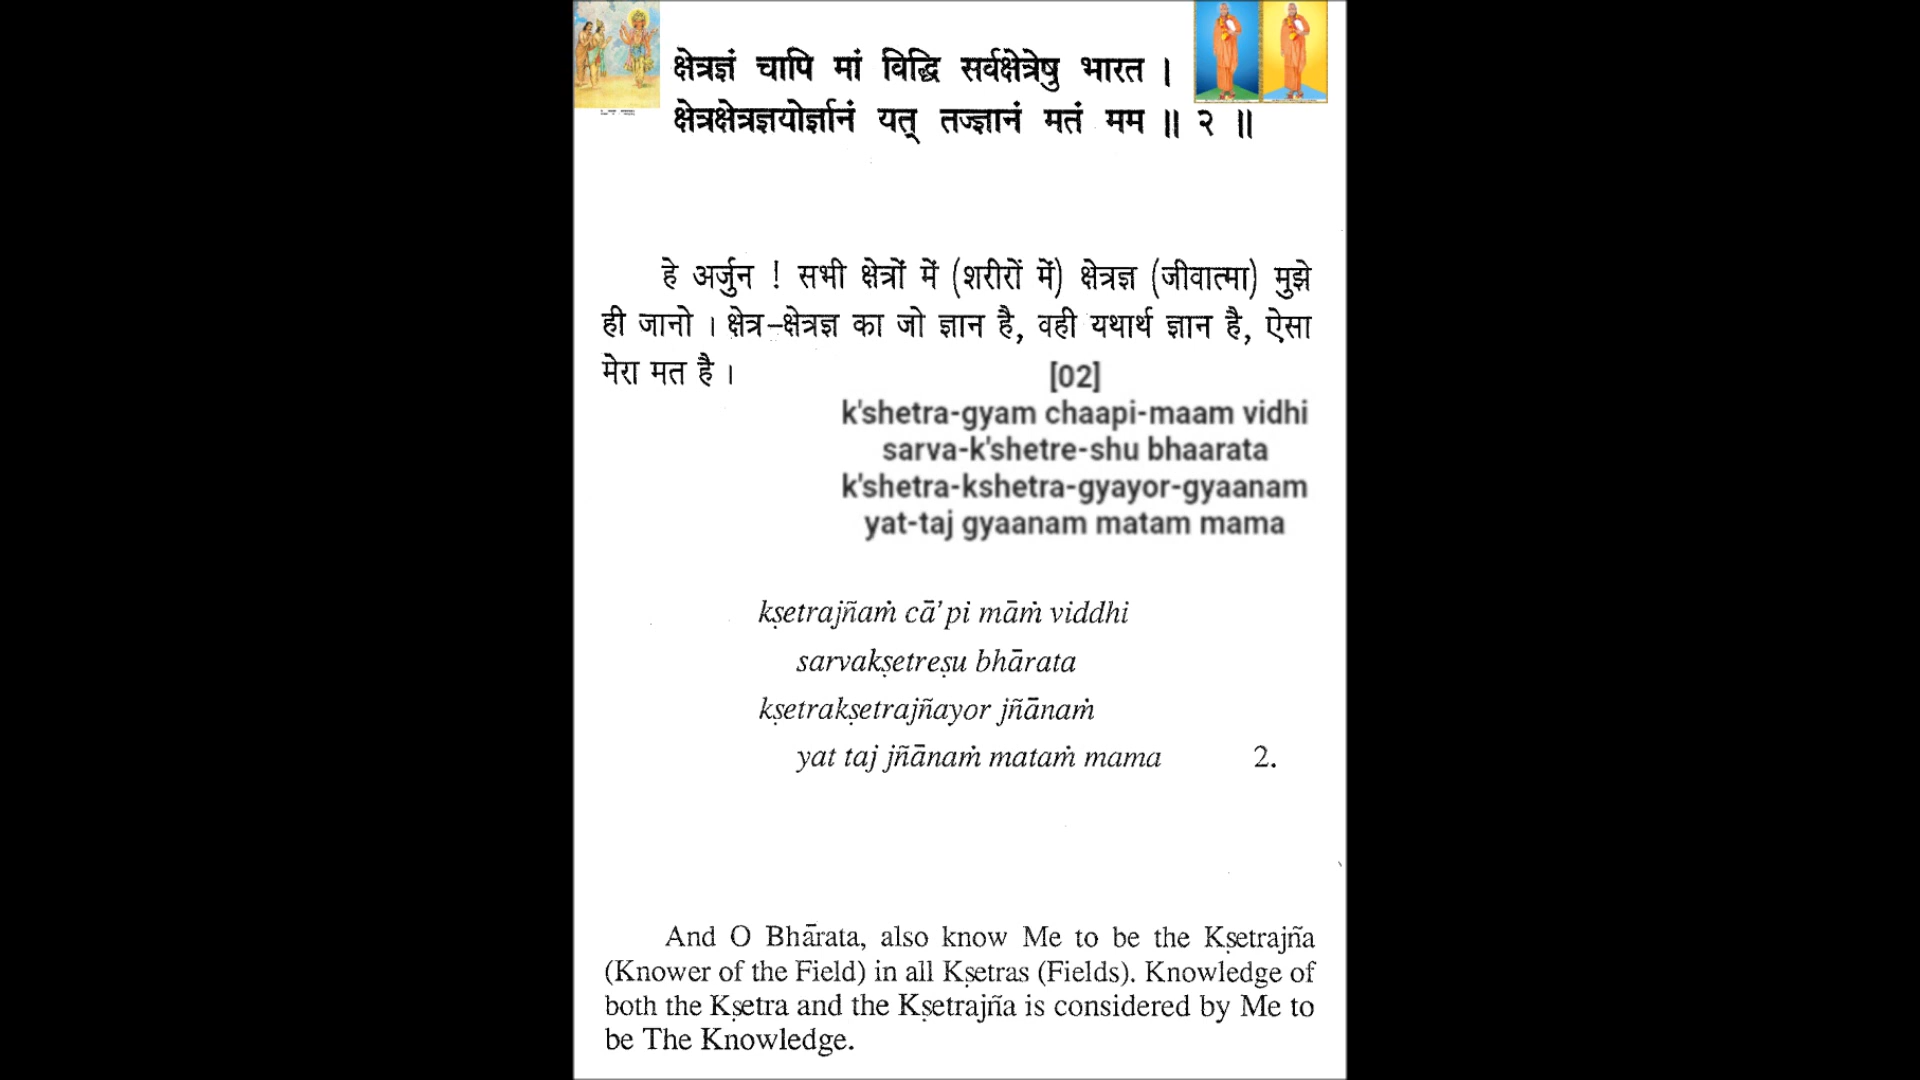 क्षेत्रज्ञं चापि मां विद्धि सर्वक्षेत्रेषु भारत ।
क्षेत्रक्षेत्रज्ञयोर्ज्ञानं यत् तज्ज्ञानं मतं मम ॥ २ ॥
हे अर्जुन ! सभी क्षेत्रों में (शरीरों में) क्षेत्रज्ञ (जीवात्मा) मुझे
ही जानो । क्षेत्र–क्षेत्रज्ञ का जो ज्ञान है, वही यथार्थ ज्ञान है, ऐसा
मेरा मत है ।
[02]
k'shetra-gyam chaapi-maam vidhi
sarva-k'shetre-shu bhaarata
k'shetra-kshetra-gyayor-gyaanam
yat-taj gyaanam matam mama
kṣetrajñaṁ cā'pi māṁ viddhi
sarvakṣetreṣu bhārata
kṣetrakṣetrajñayor jñānaṁ
yat taj jñānaṁ mataṁ mama 2.
And O Bhārata, also know Me to be the Kṣetrajña
(Knower of the Field) in all Kṣetras (Fields). Knowledge of
both the Kṣetra and the Kṣetrajña is considered by Me to
be The Knowledge.